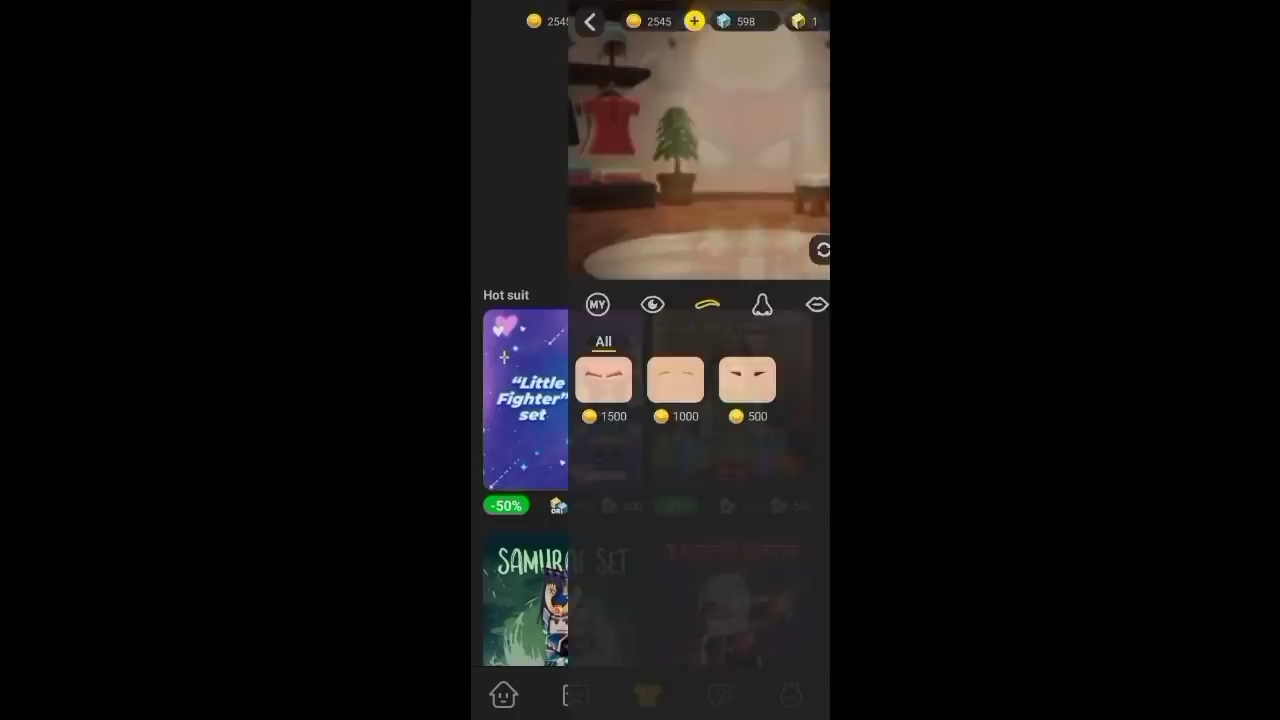 2545
2545
598
1
Hot suit
MY
All
"Little
Fighter"
set
1500
1000
500
-50%
SAMURAI SET